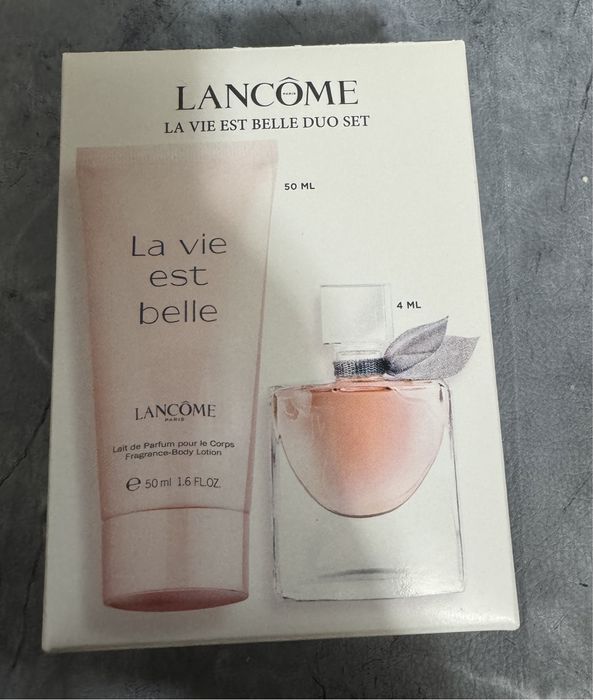 LANCÔME
PARIS
LA VIE EST BELLE DUO SET
50 ML
La vie
est
belle
4 ML
LANCÔME
PARIS
Lait de Parfum pour le Corps
Fragrance-Body Lotion
℮ 50 ml 1.6 FL.OZ.